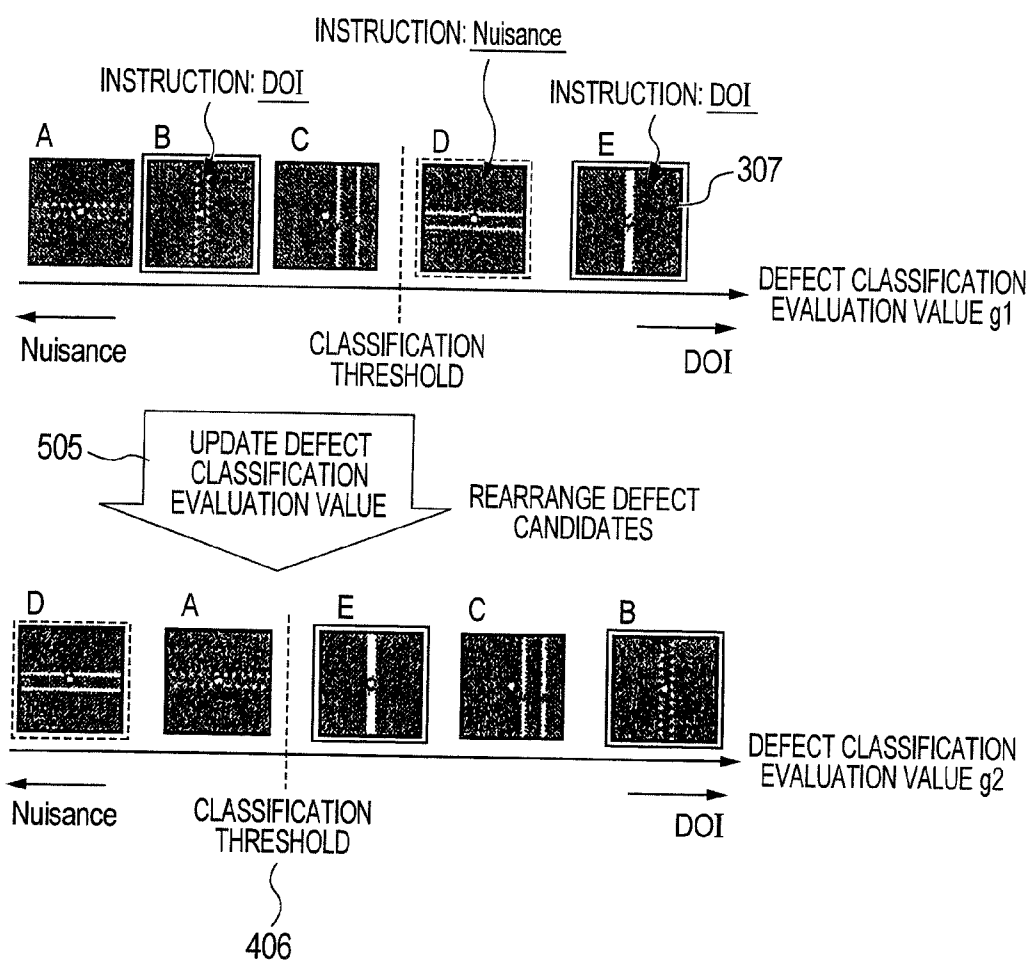 INSTRUCTION: Nuisance
INSTRUCTION: DOI
INSTRUCTION: DOI
A
B
C
D
E
307
DEFECT CLASSIFICATION
EVALUATION VALUE g1
Nuisance
CLASSIFICATION
THRESHOLD
DOI
505
UPDATE DEFECT
CLASSIFICATION
EVALUATION VALUE
REARRANGE DEFECT
CANDIDATES
D
A
E
C
B
DEFECT CLASSIFICATION
EVALUATION VALUE g2
Nuisance
CLASSIFICATION
THRESHOLD
DOI
406